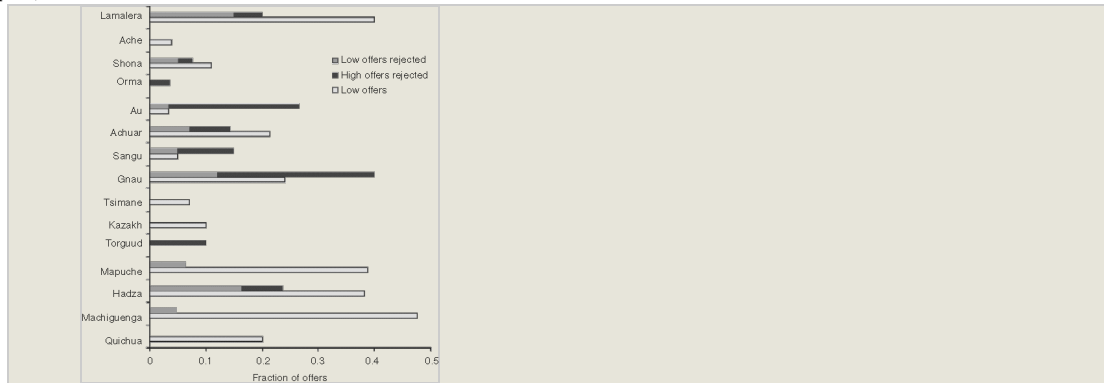 Lamalera
Ache
Shona
Low offers rejected
High offers rejected
Orma
Low offers
Au
Achuar
Sangu
Gnau
Tsimane
Kazakh
Torguud
Mapuche
Hadza
Machiguenga
Quichua
0 0.1 0.2 0.3 0.4 0.5
Fraction of offers